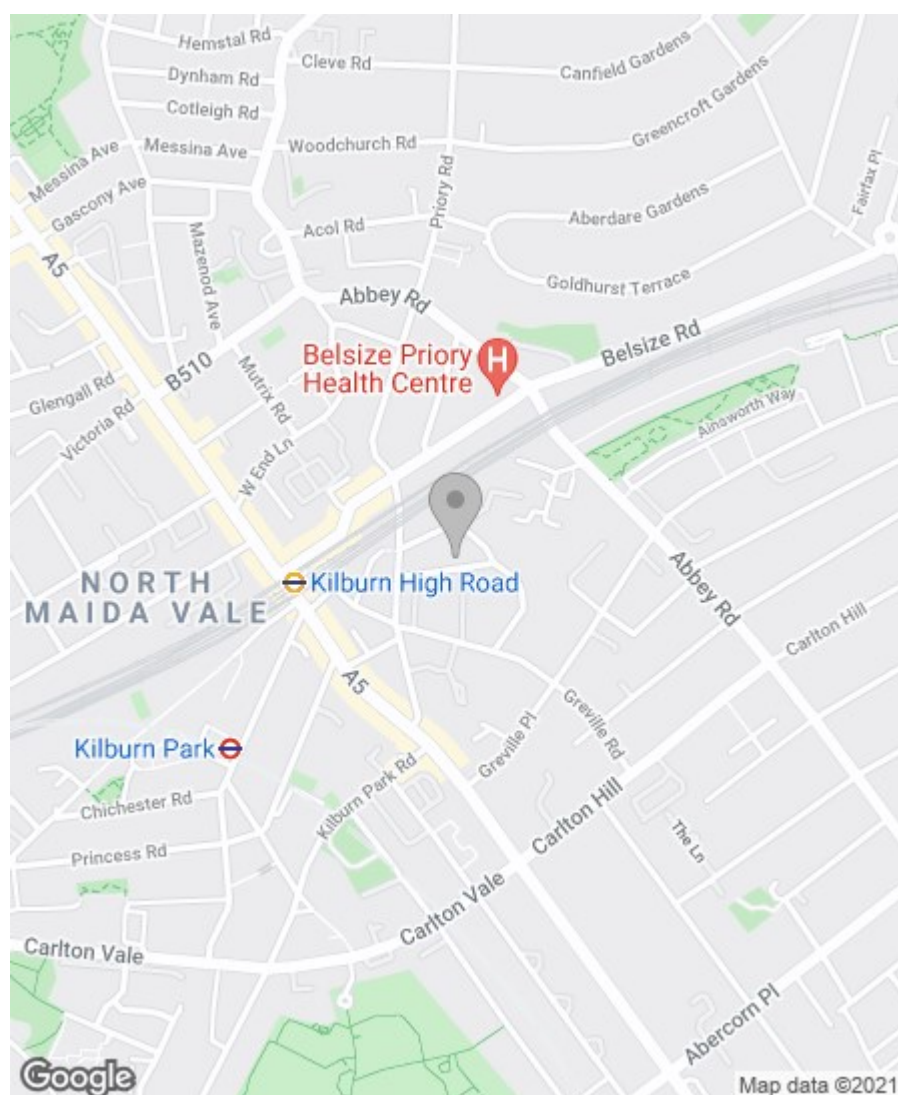 Hemstal Rd
Cleve Rd
Canfield Gardens
Dynham Rd
Cotleigh Rd
Greencroft Gardens
Messina Ave
Messina Ave
Woodchurch Rd
Priory Rd
Fairfax Pl
Gascony Ave
Aberdare Gardens
Mazenod Ave
Acol Rd
A5
Goldhurst Terrace
Abbey Rd
Belsize Rd
Belsize Priory
Health Centre
H
B510
Glengall Rd
Mutrix Rd
Victoria Rd
Ainsworth Way
W End Ln
NORTH
MAIDA VALE
Kilburn High Road
Abbey Rd
Carlton Hill
A5
Greville Pl
Greville Rd
Kilburn Park
Kilburn Park Rd
Chichester Rd
Carlton Hill
The Ln
Princess Rd
Carlton Vale
Carlton Vale
Abercorn Pl
Google
Map data ©2021